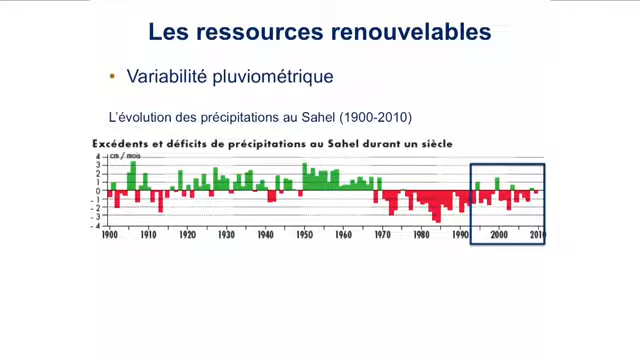 Les ressources renouvelables
• Variabilité pluviométrique
L'évolution des précipitations au Sahel (1900-2010)
Excédents et déficits de précipitations au Sahel durant un siècle
4 cm / mois
3
2
1
0
- 1
- 2
- 3
- 4
1900 1910 1920 1930 1940 1950 1960 1970 1980 1990 2000 2010